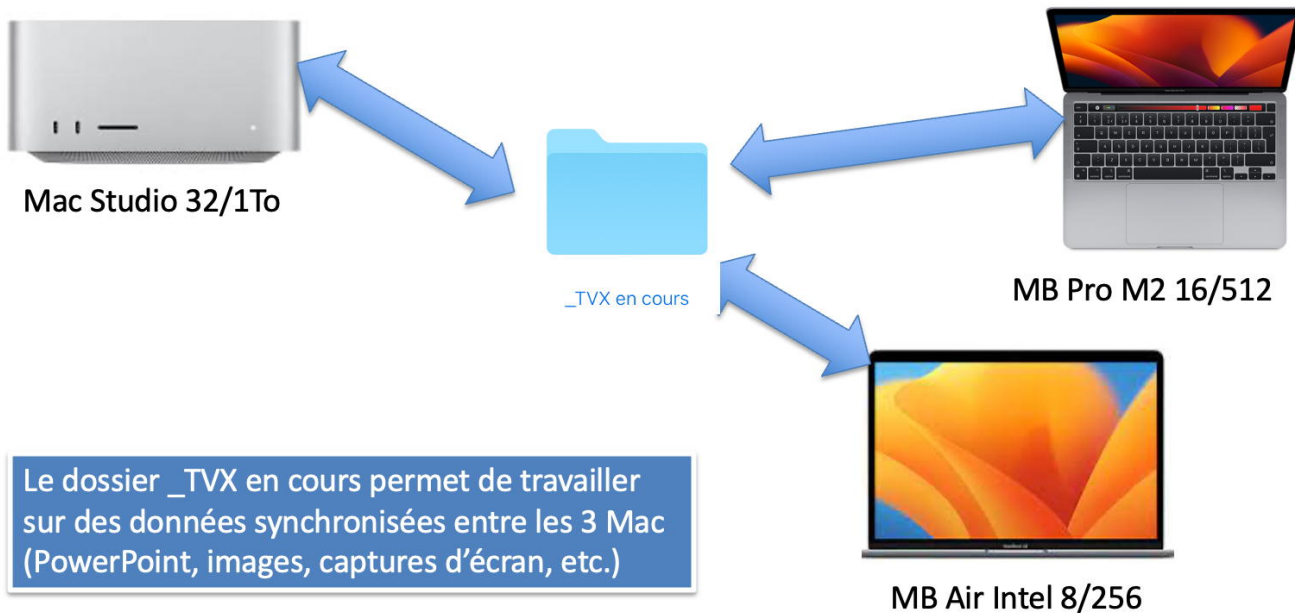 Mac Studio 32/1To
_TVX en cours
MB Pro M2 16/512
Le dossier _TVX en cours permet de travailler
sur des données synchronisées entre les 3 Mac
(PowerPoint, images, captures d’écran, etc.)
MB Air Intel 8/256